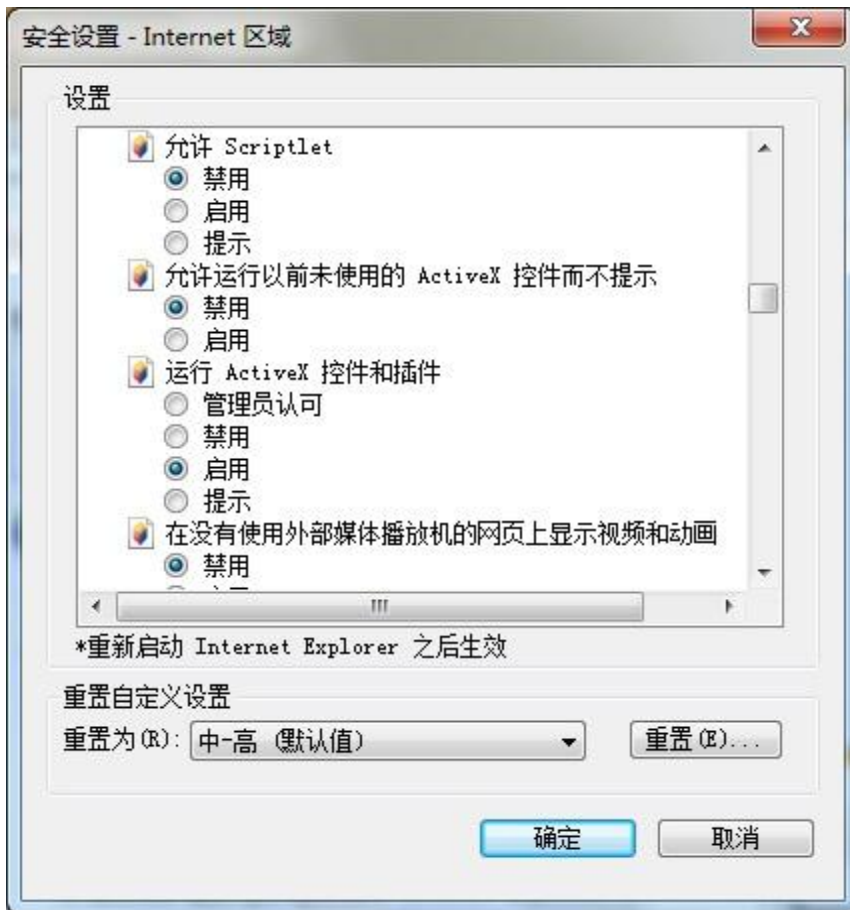 安全设置 - Internet 区域
设置
允许 Scriptlet
禁用
启用
提示
允许运行以前未使用的 ActiveX 控件而不提示
禁用
启用
运行 ActiveX 控件和插件
管理员认可
禁用
启用
提示
在没有使用外部媒体播放机的网页上显示视频和动画
禁用
*重新启动 Internet Explorer 之后生效
重置自定义设置
重置为(R): 中-高 (默认值) 重置(E)...
确定 取消